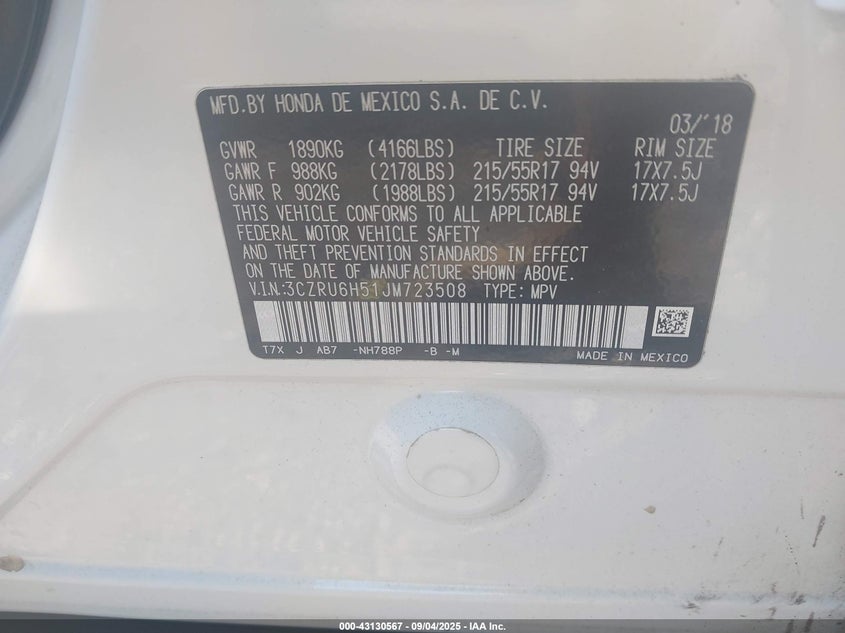 MFD.BY HONDA DE MEXICO S.A. DE C.V.
03/'18
GVWR 1890KG (4166LBS) TIRE SIZE RIM SIZE
GAWR F 988KG (2178LBS) 215/55R17 94V 17X7.5J
GAWR R 902KG (1988LBS) 215/55R17 94V 17X7.5J
THIS VEHICLE CONFORMS TO ALL APPLICABLE
FEDERAL MOTOR VEHICLE SAFETY
AND THEFT PREVENTION STANDARDS IN EFFECT
ON THE DATE OF MANUFACTURE SHOWN ABOVE.
V.I.N.:3CZRU6H51JM723508 TYPE: MPV
T7X J AB7 -NH788P -B -M MADE IN MEXICO
000-43130567 - 09/04/2025 - IAA Inc.